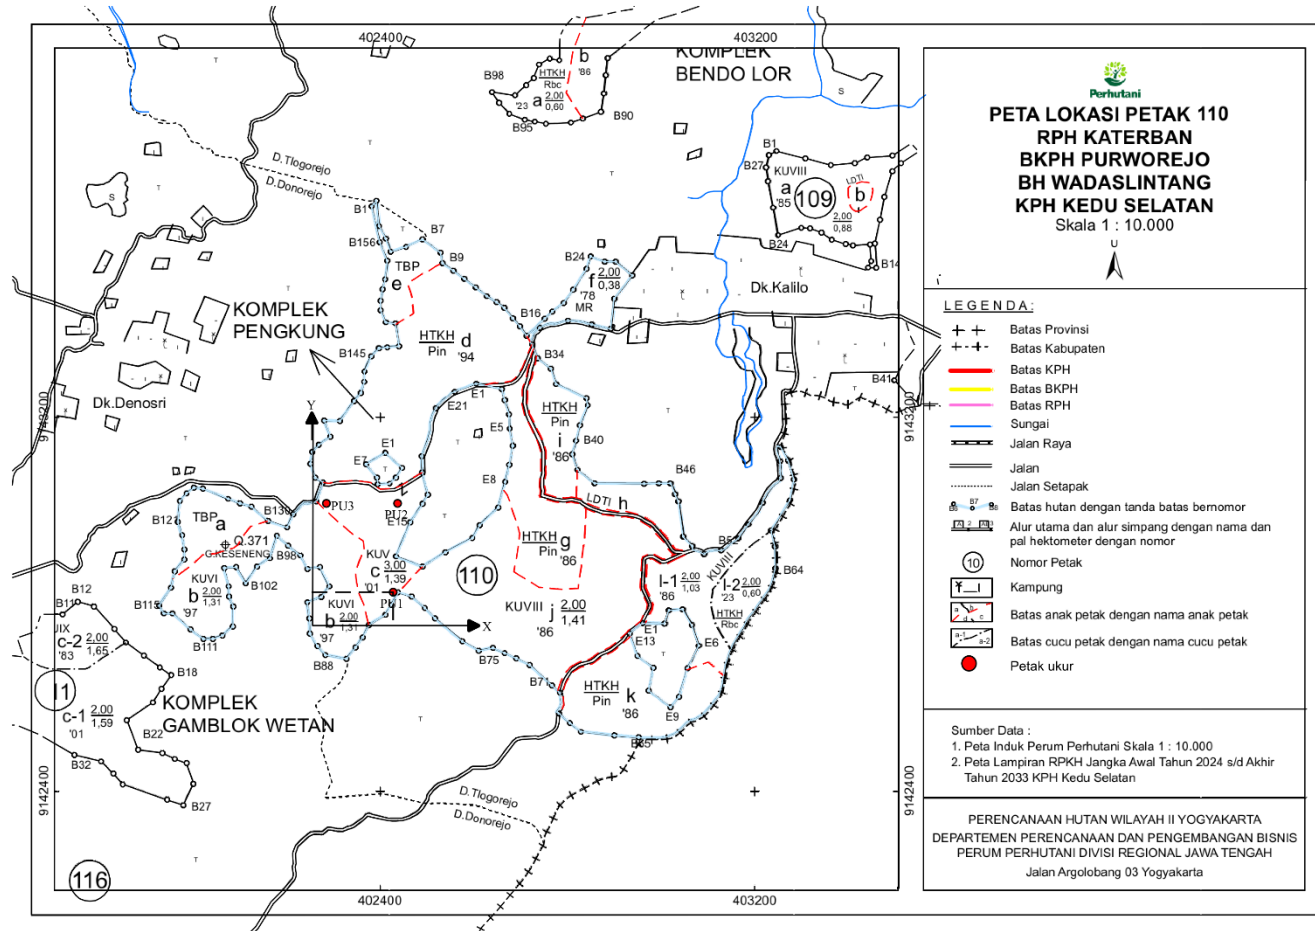 402400
403200
KOMPLEK
BENDO LOR
b
'86
HTKH
Rbc
'23 a 2,00
0,60
B98
B95
B90
S
D.Tlogorejo
D.Donorejo
B1
B27
KUVIII
a
'85
109
LDTI
b
2,00
0,88
B24
B14
S
B1
B156
B7
TBP
B9
e
B24
f 2,00
0,38
'78
MR
Dk.Kalilo
B16
KOMPLEK
PENGKUNG
HTKH
Pin
d
'94
B34
B145
B41
Dk.Denosri
E1
E21
Y
HTKH
Pin
i
'86
B40
E5
E1
E7
B46
E8
LDTI h
PU3
PU2
B130
E15
TBP a
B121
Q.371
G.KESENENG
B98
HTKH
Pin
g
'86
B52
KUV
c 3,00
1,39
'01
110
KUVIII
B64
KUVI
b 2,00
1,31
'97
B102
B113
l-1 2,00
1,03
'86
l-2 2,00
0,60
'23
HTKH
Rbc
PU1
B12
B11
KUVI
b 2,00
1,31
'97
KUVIII j 2,00
1,41
'86
X
JIX
c-2 2,00
1,65
'83
B111
E1
E13
E6
B88
B75
B71
B18
11
HTKH
Pin
k
'86
E9
c-1 2,00
1,59
'01
KOMPLEK
GAMBLOK WETAN
B22
B32
B27
D.Tlogorejo
D.Donorejo
116
402400
403200
9143200
9143200
9142400
9142400
Perhutani
PETA LOKASI PETAK 110
RPH KATERBAN
BKPH PURWOREJO
BH WADASLINTANG
KPH KEDU SELATAN
Skala 1 : 10.000
U
LEGENDA:
Batas Provinsi
Batas Kabupaten
Batas KPH
Batas BKPH
Batas RPH
Sungai
Jalan Raya
Jalan
Jalan Setapak
B7
Batas hutan dengan tanda batas bernomor
Alur utama dan alur simpang dengan nama dan
pal hektometer dengan nomor
10
Nomor Petak
Kampung
a b c d
Batas anak petak dengan nama anak petak
a-1 a-2
Batas cucu petak dengan nama cucu petak
Petak ukur
Sumber Data :
1. Peta Induk Perum Perhutani Skala 1 : 10.000
2. Peta Lampiran RPKH Jangka Awal Tahun 2024 s/d Akhir
Tahun 2033 KPH Kedu Selatan
PERENCANAAN HUTAN WILAYAH II YOGYAKARTA
DEPARTEMEN PERENCANAAN DAN PENGEMBANGAN BISNIS
PERUM PERHUTANI DIVISI REGIONAL JAWA TENGAH
Jalan Argolobang 03 Yogyakarta